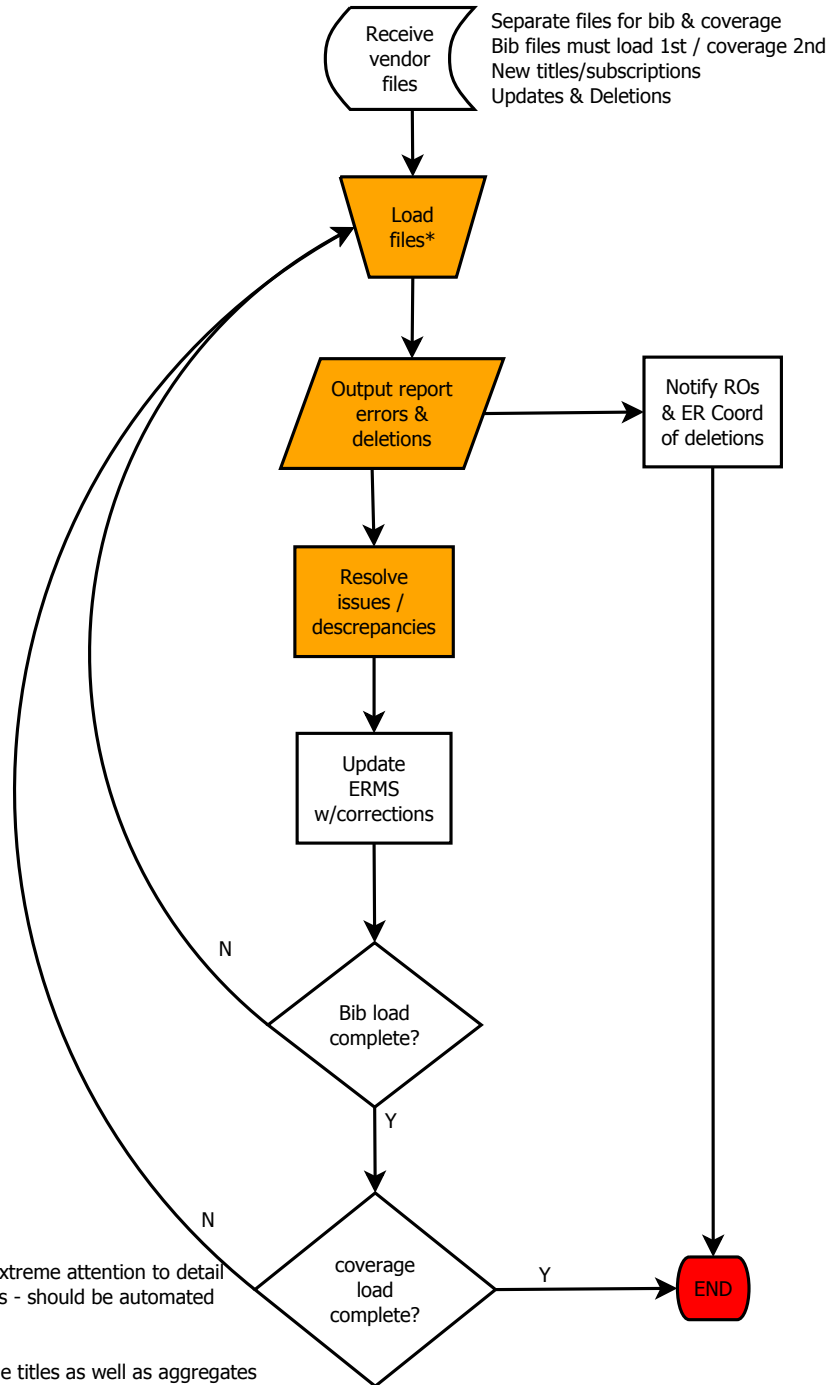 Receive
vendor
files
Separate files for bib & coverage
Bib files must load 1st / coverage 2nd
New titles/subscriptions
Updates & Deletions
Load
files*
Output report
errors &
deletions
Notify ROs
& ER Coord
of deletions
Resolve
issues /
descrepancies
Update
ERMS
w/corrections
N
Bib load
complete?
Y
N
coverage
load
complete?
Y
END
attention to detail
- should be automated
titles as well as aggregates